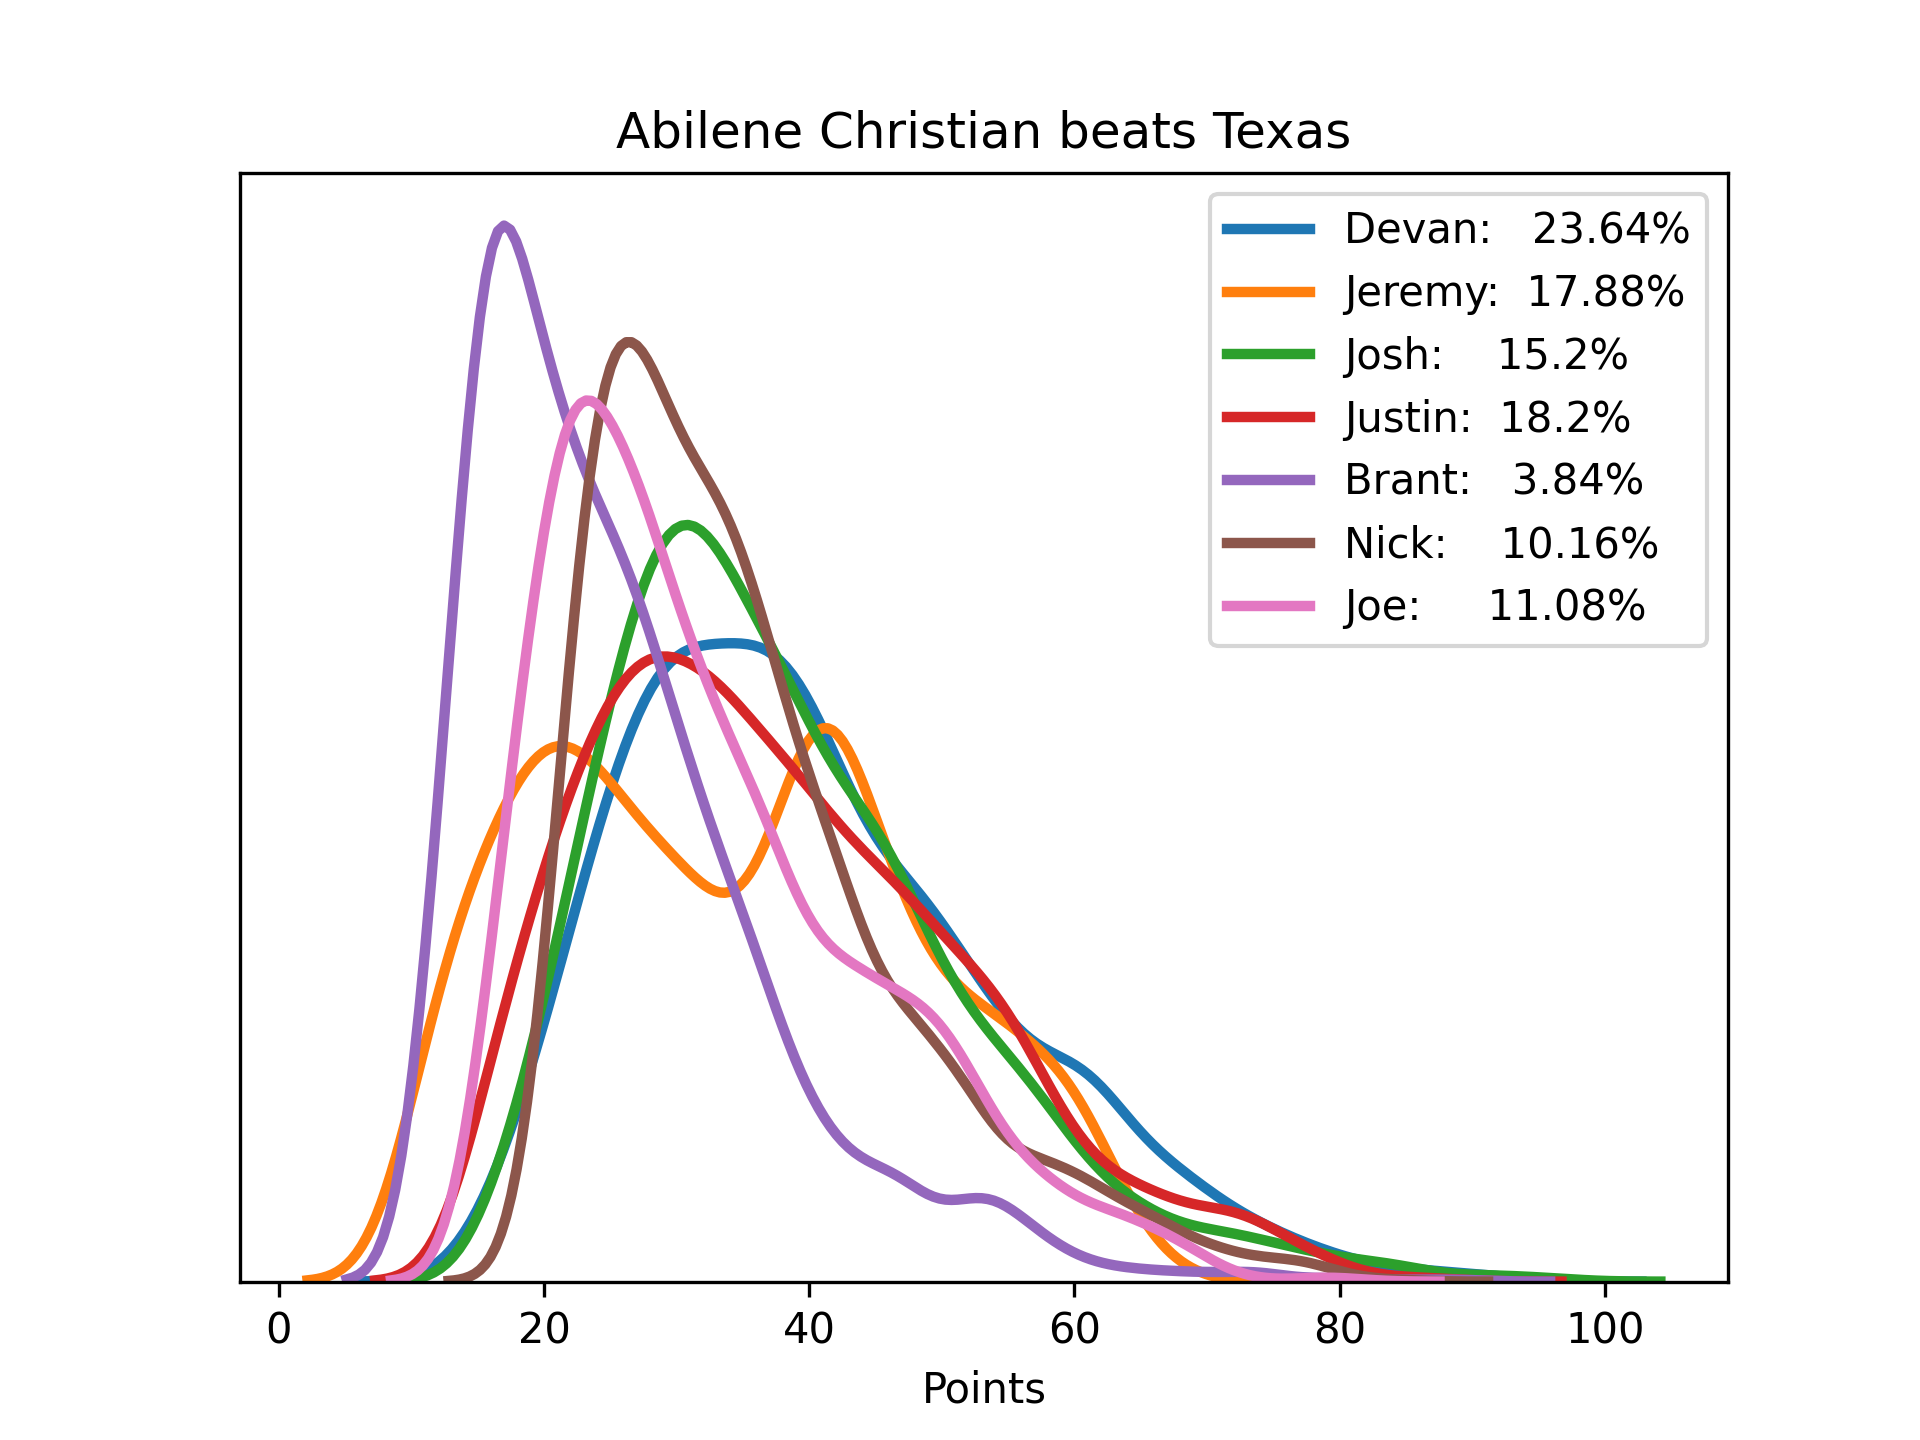 Abilene Christian beats Texas
Devan: 23.64%
Jeremy: 17.88%
Josh: 15.2%
Justin: 18.2%
Brant: 3.84%
Nick: 10.16%
Joe: 11.08%
0 20 40 60 80 100
Points